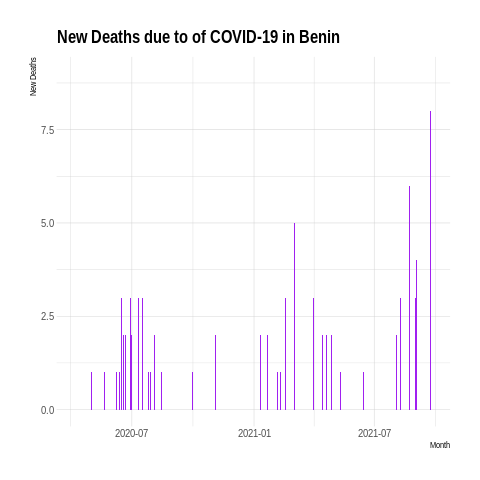 New Deaths due to of COVID-19 in Benin
New Deaths
7.5
5.0
2.5
0.0
2020-07
2021-01
2021-07
Month